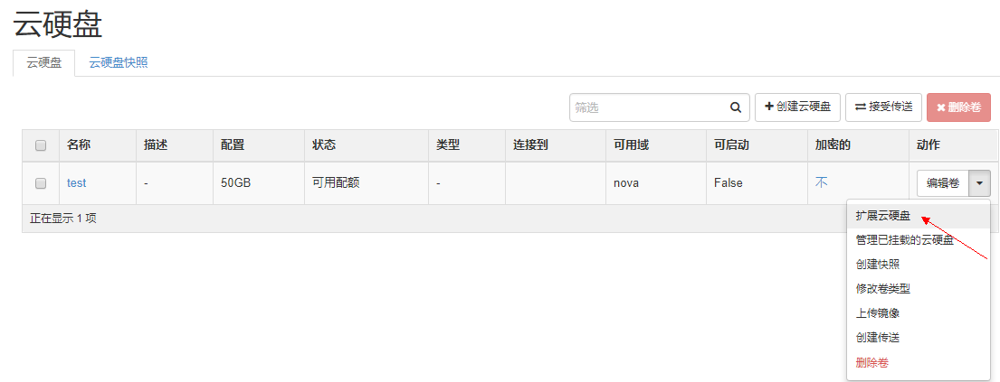 云硬盘
云硬盘 云硬盘快照
筛选 创建云硬盘 接受传送 删除卷
名称 描述 配置 状态 类型 连接到 可用域 可启动 加密的 动作
test - 50GB 可用配额 - nova False 不 编辑卷
正在显示 1 项
扩展云硬盘
管理已挂载的云硬盘
创建快照
修改卷类型
上传镜像
创建传送
删除卷